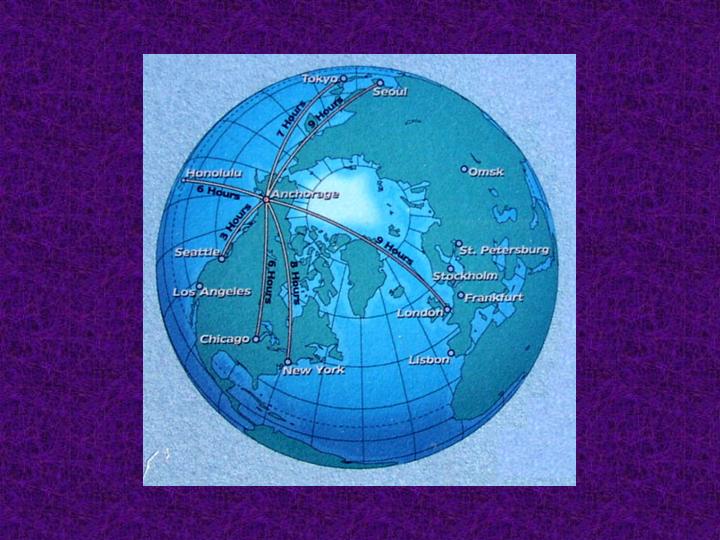 Tokyo
Seoul
7 Hours
9 Hours
Honolulu
6 Hours
Anchorage
Omsk
3 Hours
Seattle
6 Hours
8 Hours
9 Hours
St. Petersburg
Stockholm
Los Angeles
Frankfurt
London
Chicago
Lisbon
New York